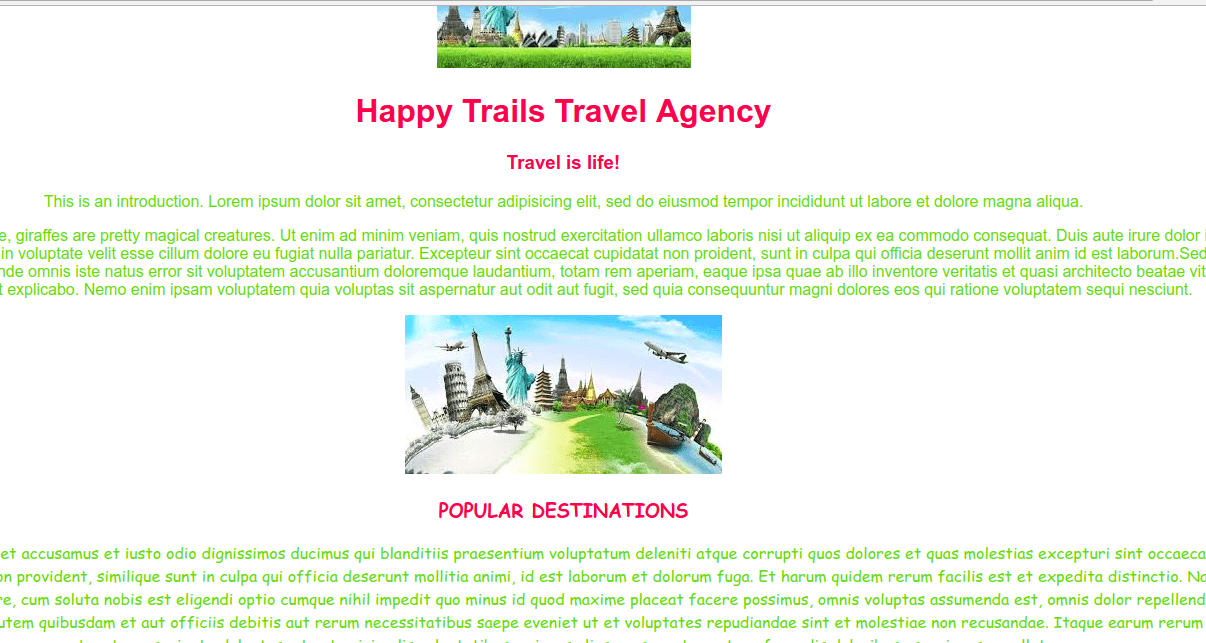 Happy Trails Travel Agency
Travel is life!
This is an introduction. Lorem ipsum dolor sit amet, consectetur adipisicing elit, sed do eiusmod tempor incididunt ut labore et dolore magna aliqua.
e, giraffes are pretty magical creatures. Ut enim ad minim veniam, quis nostrud exercitation ullamco laboris nisi ut aliquip ex ea commodo consequat. Duis aute irure dolor
in voluptate velit esse cillum dolore eu fugiat nulla pariatur. Excepteur sint occaecat cupidatat non proident, sunt in culpa qui officia deserunt mollit anim id est laborum.Sed
nde omnis iste natus error sit voluptatem accusantium doloremque laudantium, totam rem aperiam, eaque ipsa quae ab illo inventore veritatis et quasi architecto beatae vit
t explicabo. Nemo enim ipsam voluptatem quia voluptas sit aspernatur aut odit aut fugit, sed quia consequuntur magni dolores eos qui ratione voluptatem sequi nesciunt.
POPULAR DESTINATIONS
et accusamus et iusto odio dignissimos ducimus qui blanditiis praesentium voluptatum deleniti atque corrupti quos dolores et quas molestias excepturi sint occaeca
on provident, similique sunt in culpa qui officia deserunt mollitia animi, id est laborum et dolorum fuga. Et harum quidem rerum facilis est et expedita distinctio. Na
re, cum soluta nobis est eligendi optio cumque nihil impedit quo minus id quod maxime placeat facere possimus, omnis voluptas assumenda est, omnis dolor repellend
utem quibusdam et aut officiis debitis aut rerum necessitatibus saepe eveniet ut et voluptates repudiandae sint et molestiae non recusandae. Itaque earum rerum